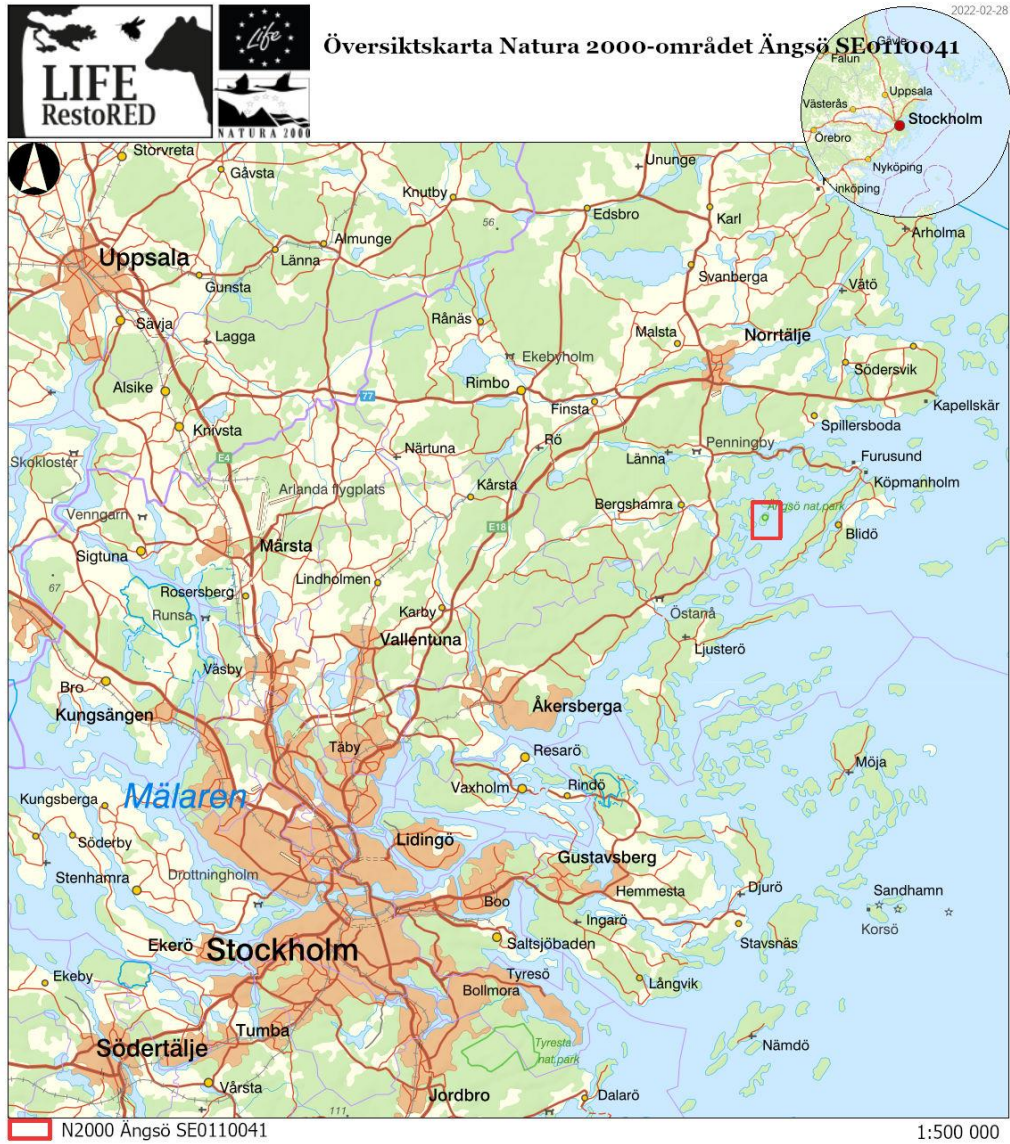 2022-02-28
LIFE
RestoRED
Life
NATURA 2000
Översiktskarta Natura 2000-området Ängsö SE0110041
Gävle
Falun
Uppsala
Västerås
Stockholm
Örebro
Nyköping
inköping
Storvreta
Gåvsta
Knutby
Ununge
Edsbro
Karl
Arholma
56
Almunge
Länna
Uppsala
Gunsta
Svanberga
Vätö
Sävja
Lagga
Rånäs
Malsta
Norrtälje
Ekebyholm
Södersvik
Alsike
Rimbo
77
Finsta
Kapellskär
Spillersboda
Knivsta
Rö
Närtuna
Länna
Penningby
Furusund
Skokloster
E4
Köpmanholm
Arlanda flygplats
Kårsta
Bergshamra
Ängsö nat.park
Venngarn
E18
Blidö
Märsta
Sigtuna
Lindholmen
67
Rosersberg
Runsa
Karby
Östanå
Vallentuna
Ljusterö
Väsby
Bro
Kungsängen
Åkersberga
Täby
Resarö
Möja
Vaxholm
Rindö
Mälaren
Kungsberga
Söderby
Lidingö
Gustavsberg
Stenhamra
Drottningholm
Hemmesta
Djurö
Sandhamn
Boo
Ingarö
Korsö
Ekerö
Stockholm
Saltsjöbaden
Stavsnäs
Ekeby
Tyresö
Långvik
Bollmora
Tumba
Södertälje
Tyresta
nat.park
Nämdö
Vårsta
Jordbro
Dalarö
111
N2000 Ängsö SE0110041
1:500 000